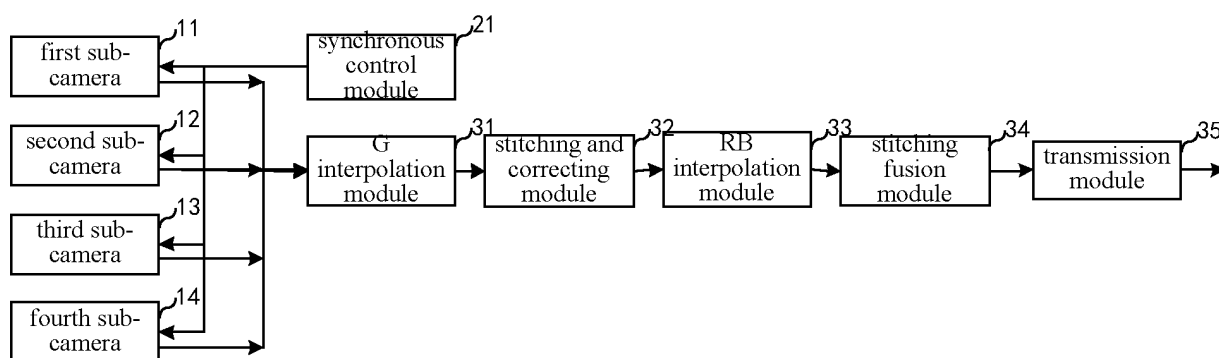 11
first sub-
camera
21
synchronous
control
module
12
second sub-
camera
31
G
interpolation
module
32
stitching and
correcting
module
33
RB
interpolation
module
34
stitching
fusion
module
35
transmission
module
13
third sub-
camera
14
fourth sub-
camera